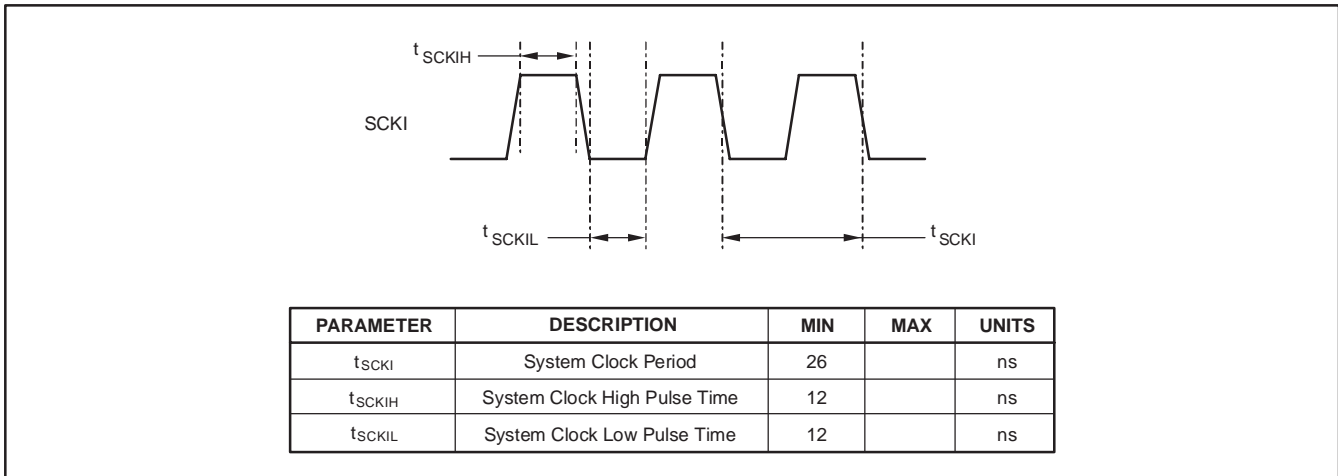 tSCKIH
SCKI
tSCKIL
tSCKI
PARAMETER DESCRIPTION MIN MAX UNITS
tSCKI System Clock Period 26 ns
tSCKIH System Clock High Pulse Time 12 ns
tSCKIL System Clock Low Pulse Time 12 ns